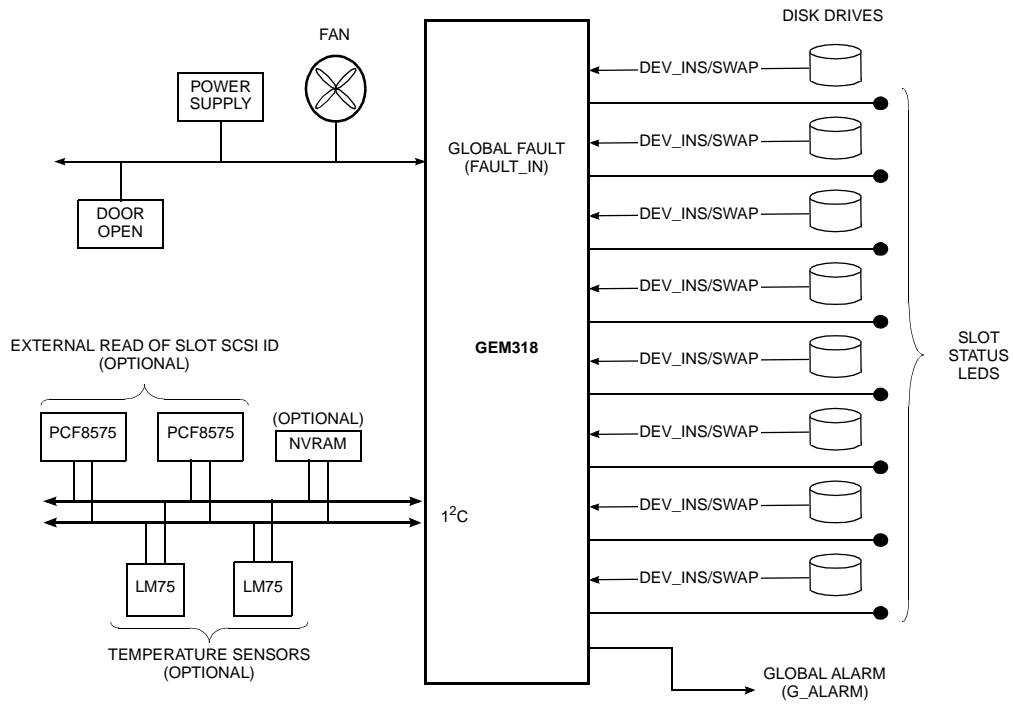 DISK DRIVES
FAN
POWER
SUPPLY
DOOR
OPEN
GLOBAL FAULT
(FAULT_IN)
DEV_INS/SWAP
DEV_INS/SWAP
DEV_INS/SWAP
DEV_INS/SWAP
DEV_INS/SWAP
DEV_INS/SWAP
DEV_INS/SWAP
DEV_INS/SWAP
SLOT
STATUS
LEDS
GEM318
EXTERNAL READ OF SLOT SCSI ID
(OPTIONAL)
PCF8575
PCF8575
(OPTIONAL)
NVRAM
1²C
LM75
LM75
TEMPERATURE SENSORS
(OPTIONAL)
GLOBAL ALARM
(G_ALARM)